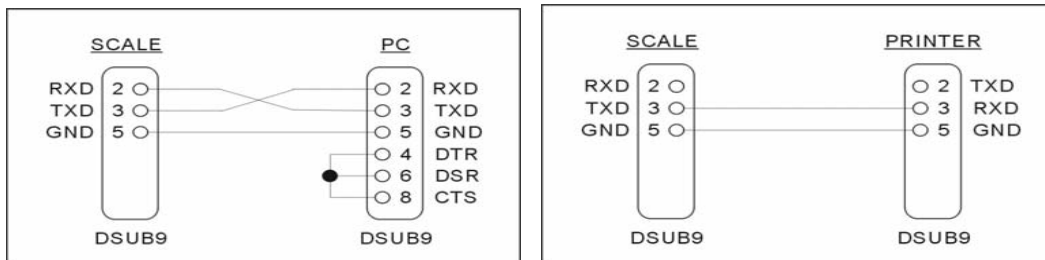 SCALE PC
RXD 2 2 RXD
TXD 3 3 TXD
GND 5 5 GND
4 DTR
6 DSR
8 CTS
DSUB9 DSUB9
SCALE PRINTER
RXD 2 2 TXD
TXD 3 3 RXD
GND 5 5 GND
DSUB9 DSUB9